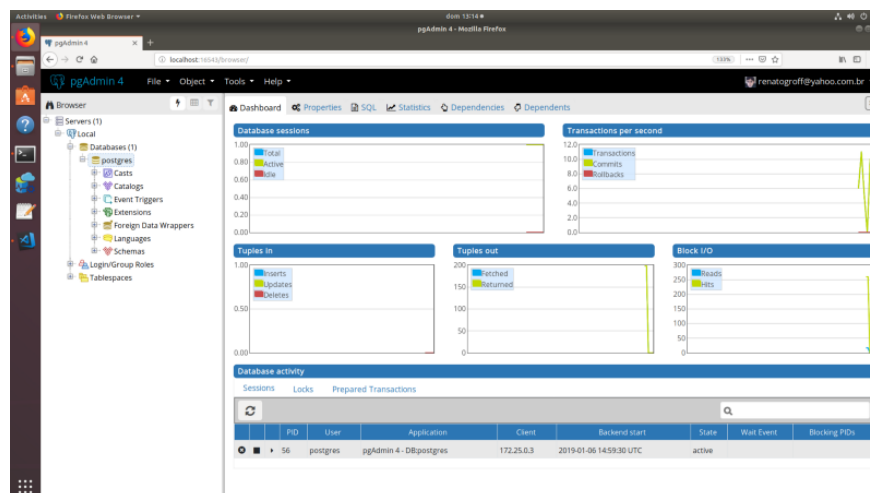 Activities Firefox Web Browser dom 13:14
pgAdmin 4 - Mozilla Firefox
pgAdmin 4 × +
localhost:16543/browser/ 133%
pgAdmin 4 File Object Tools Help renatogroff@yahoo.com.br
Browser
Servers (1)
Local
Databases (1)
postgres
Casts
Catalogs
Event Triggers
Extensions
Foreign Data Wrappers
Languages
Schemas
Login/Group Roles
Tablespaces
Dashboard Properties SQL Statistics Dependencies Dependents
Database sessions
1.00
0.80
0.60
0.40
0.20
0.00
Total
Active
Idle
Transactions per second
12.0
10.0
8.0
6.0
4.0
2.0
0.0
Transactions
Commits
Rollbacks
Tuples in
1.00
0.50
0.00
Inserts
Updates
Deletes
Tuples out
200
150
100
50
0
Fetched
Returned
Block I/O
300
250
200
150
100
50
0
Reads
Hits
Database activity
Sessions Locks Prepared Transactions
PID User Application Client Backend start State Wait Event Blocking PIDs
56 postgres pgAdmin 4 - DB:postgres 172.25.0.3 2019-01-06 14:59:30 UTC active